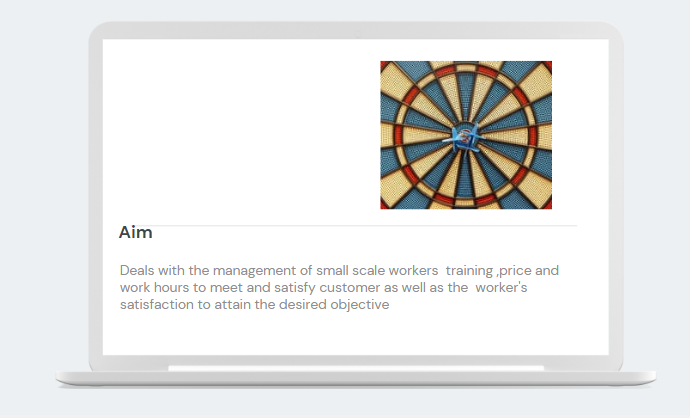 Aim
Deals with the management of small scale workers  training ,price and
work hours to meet and satisfy customer as well as the  worker's
satisfaction to attain the desired objective